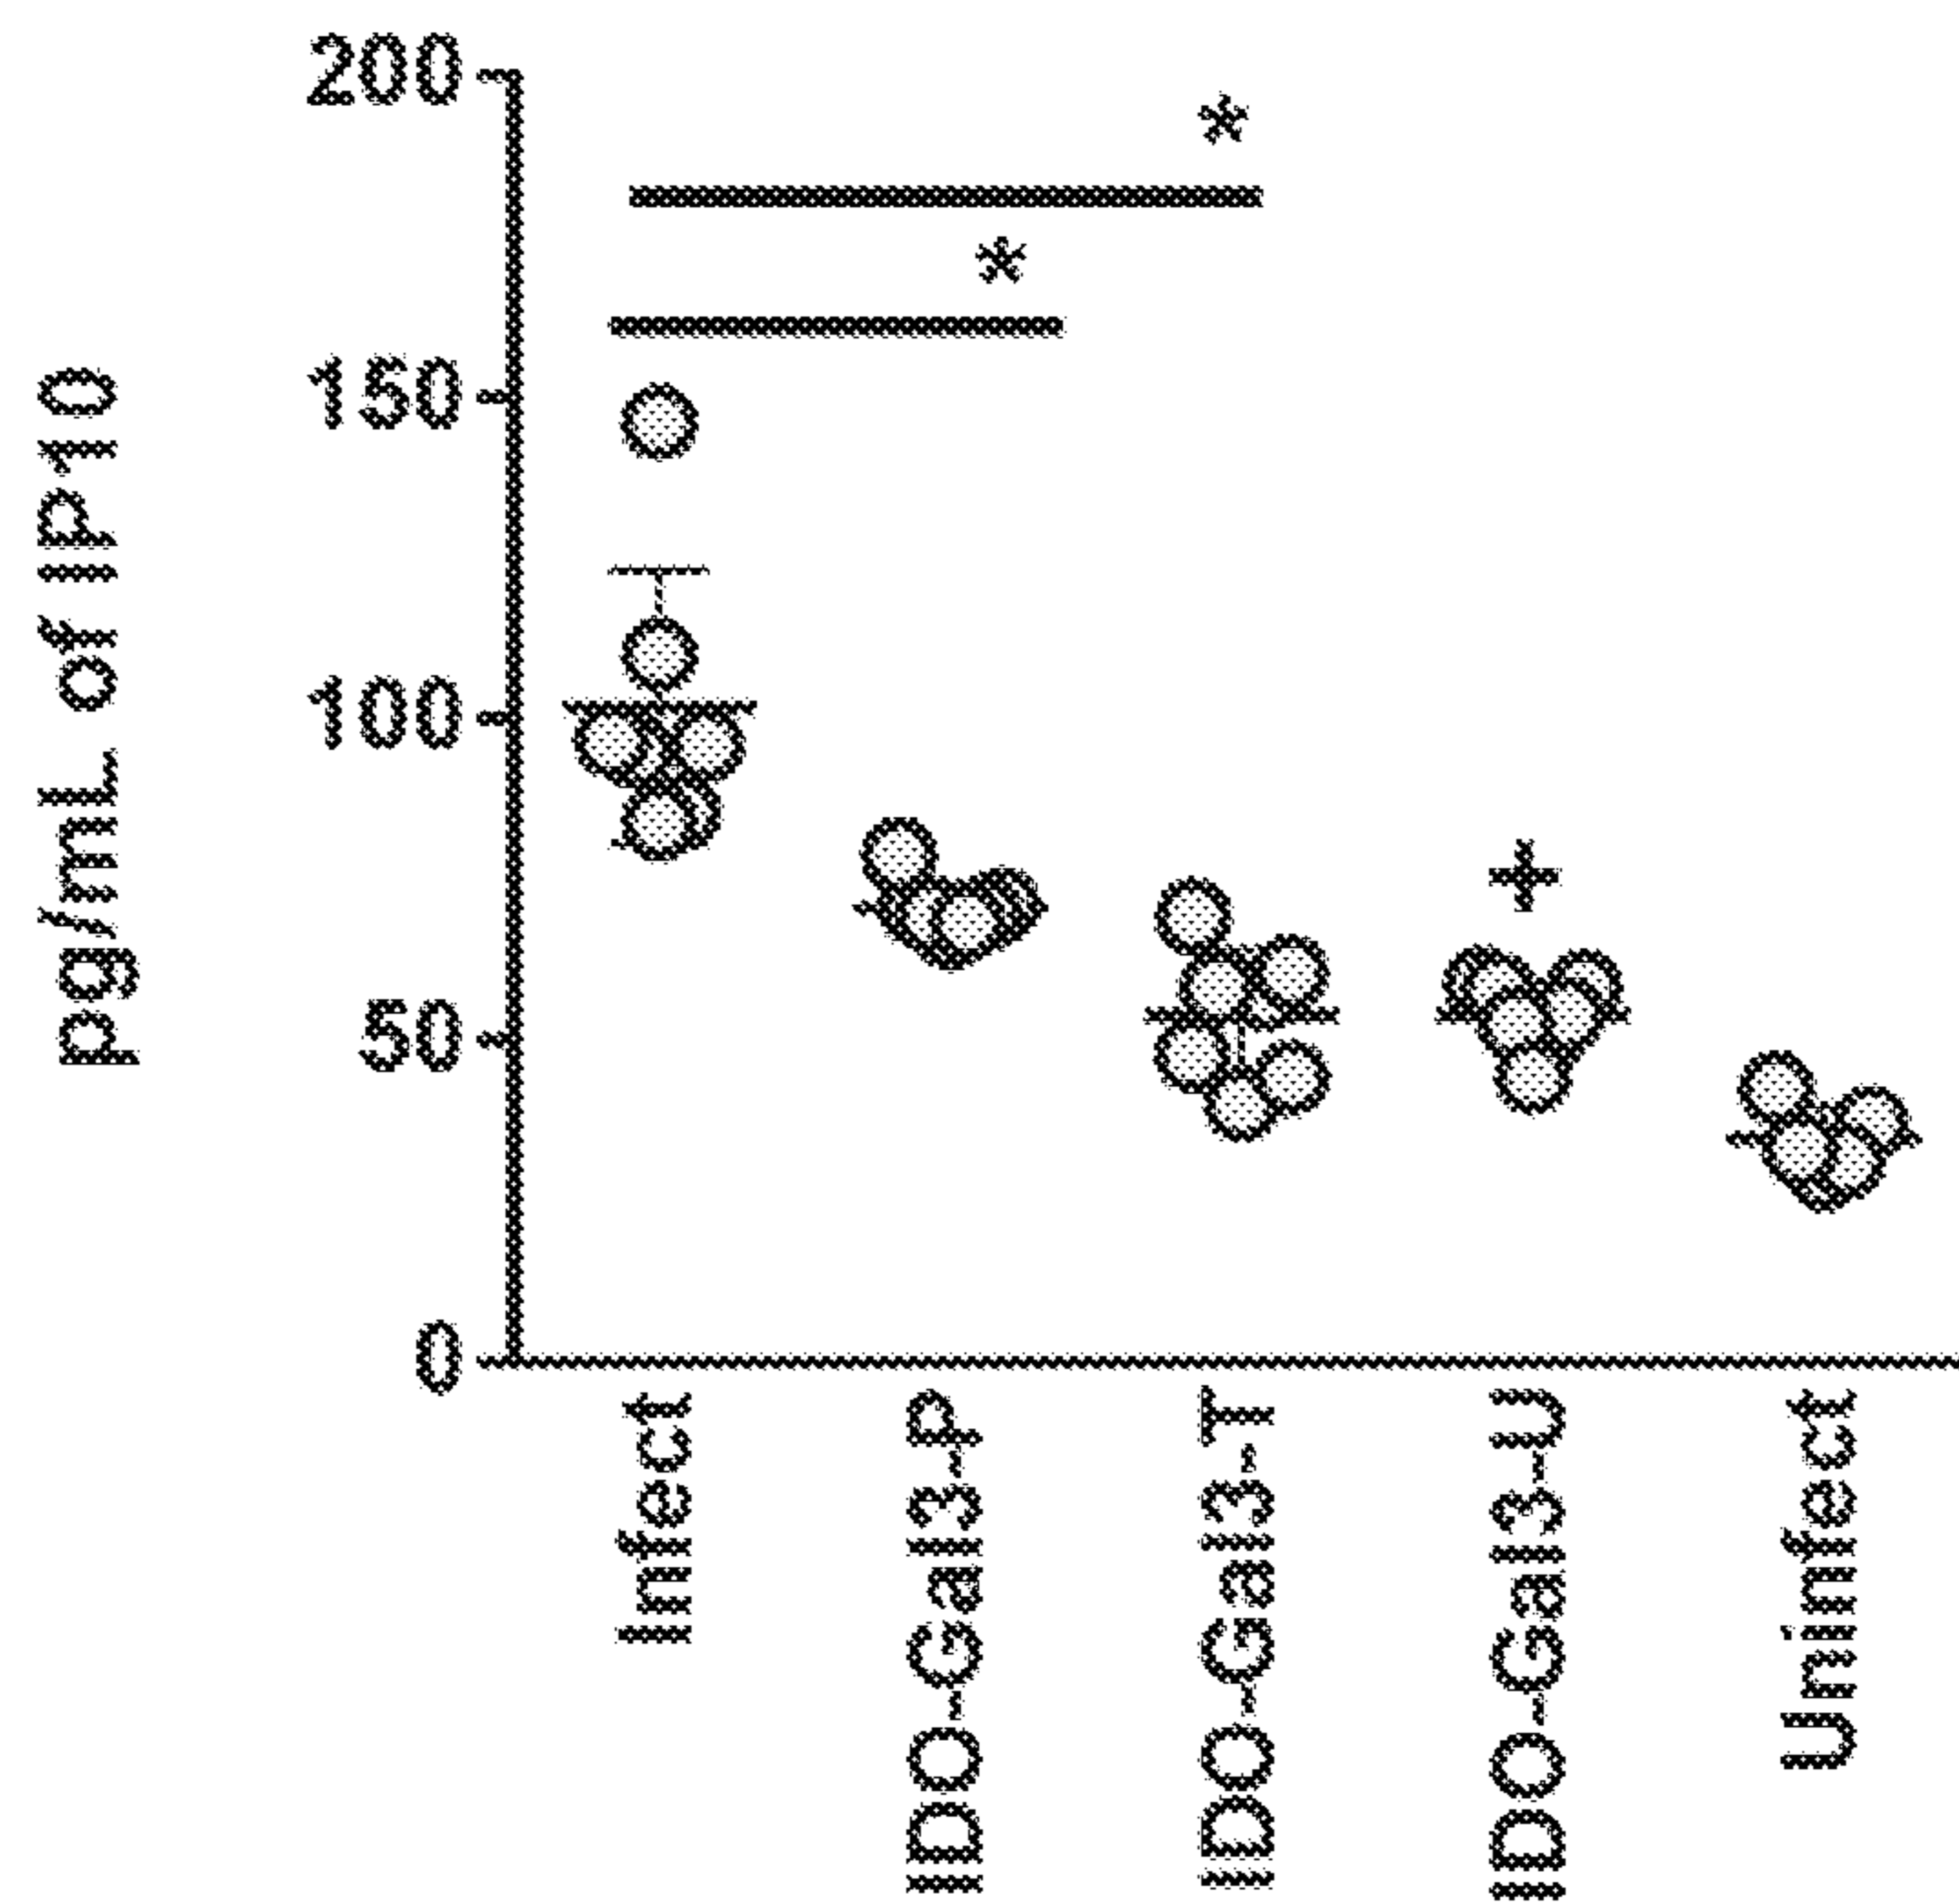 pg/mL of IP10
200
150
100
50
0
*
*
+
Infect
IDO-Gal3-P
IDO-Gal3-T
IDO-Gal3-U
Uninfect